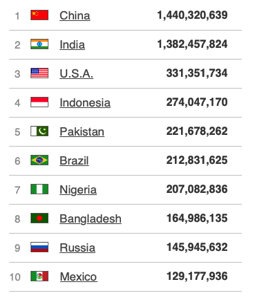 1 China 1,440,320,639
2 India 1,382,457,824
3 U.S.A. 331,351,734
4 Indonesia 274,047,170
5 Pakistan 221,678,262
6 Brazil 212,831,625
7 Nigeria 207,082,836
8 Bangladesh 164,986,135
9 Russia 145,945,632
10 Mexico 129,177,936